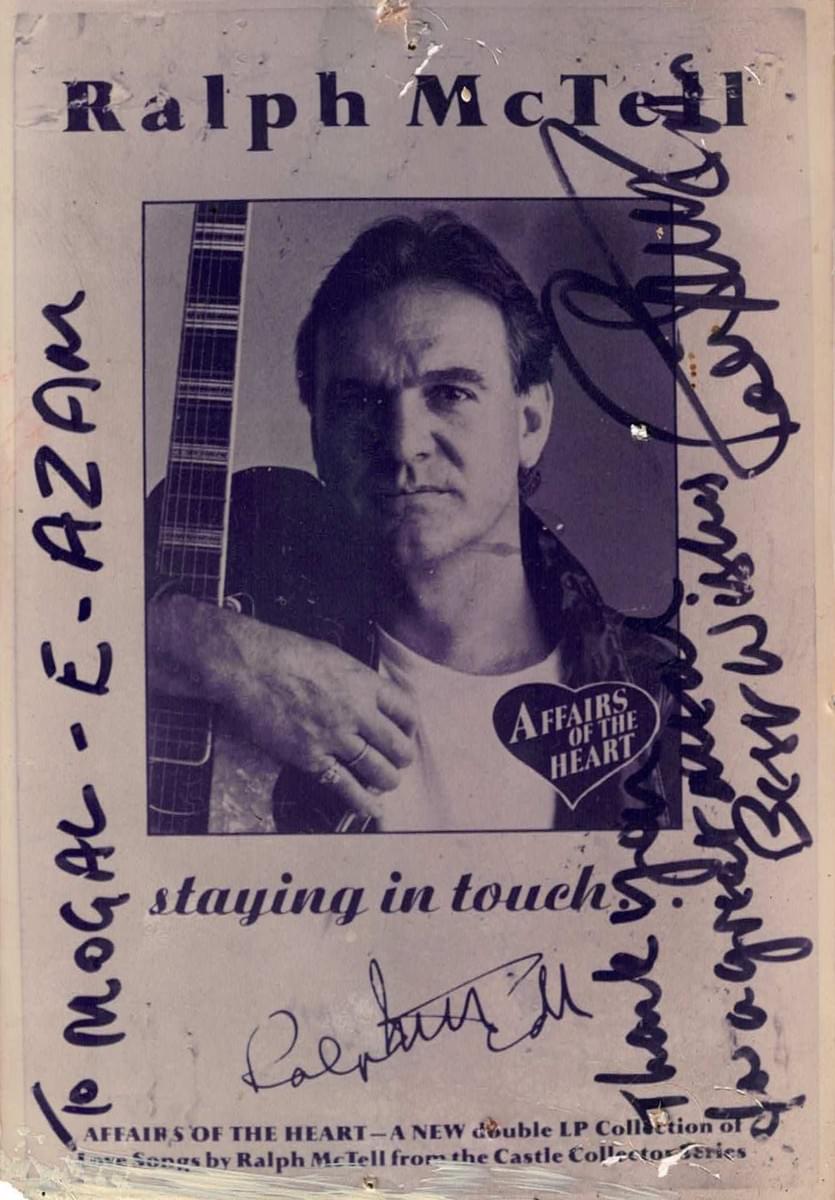 Ralph McTell
AFFAIRS
OF THE
HEART
staying in touch. . .
Ralph McTell
AFFAIRS OF THE HEART—A NEW double LP Collection of
Love Songs by Ralph McTell from the Castle Collector Series
To MOGAL-E-AZAM
Thank you
for a great meal
Best Wishes
Ralph McTell